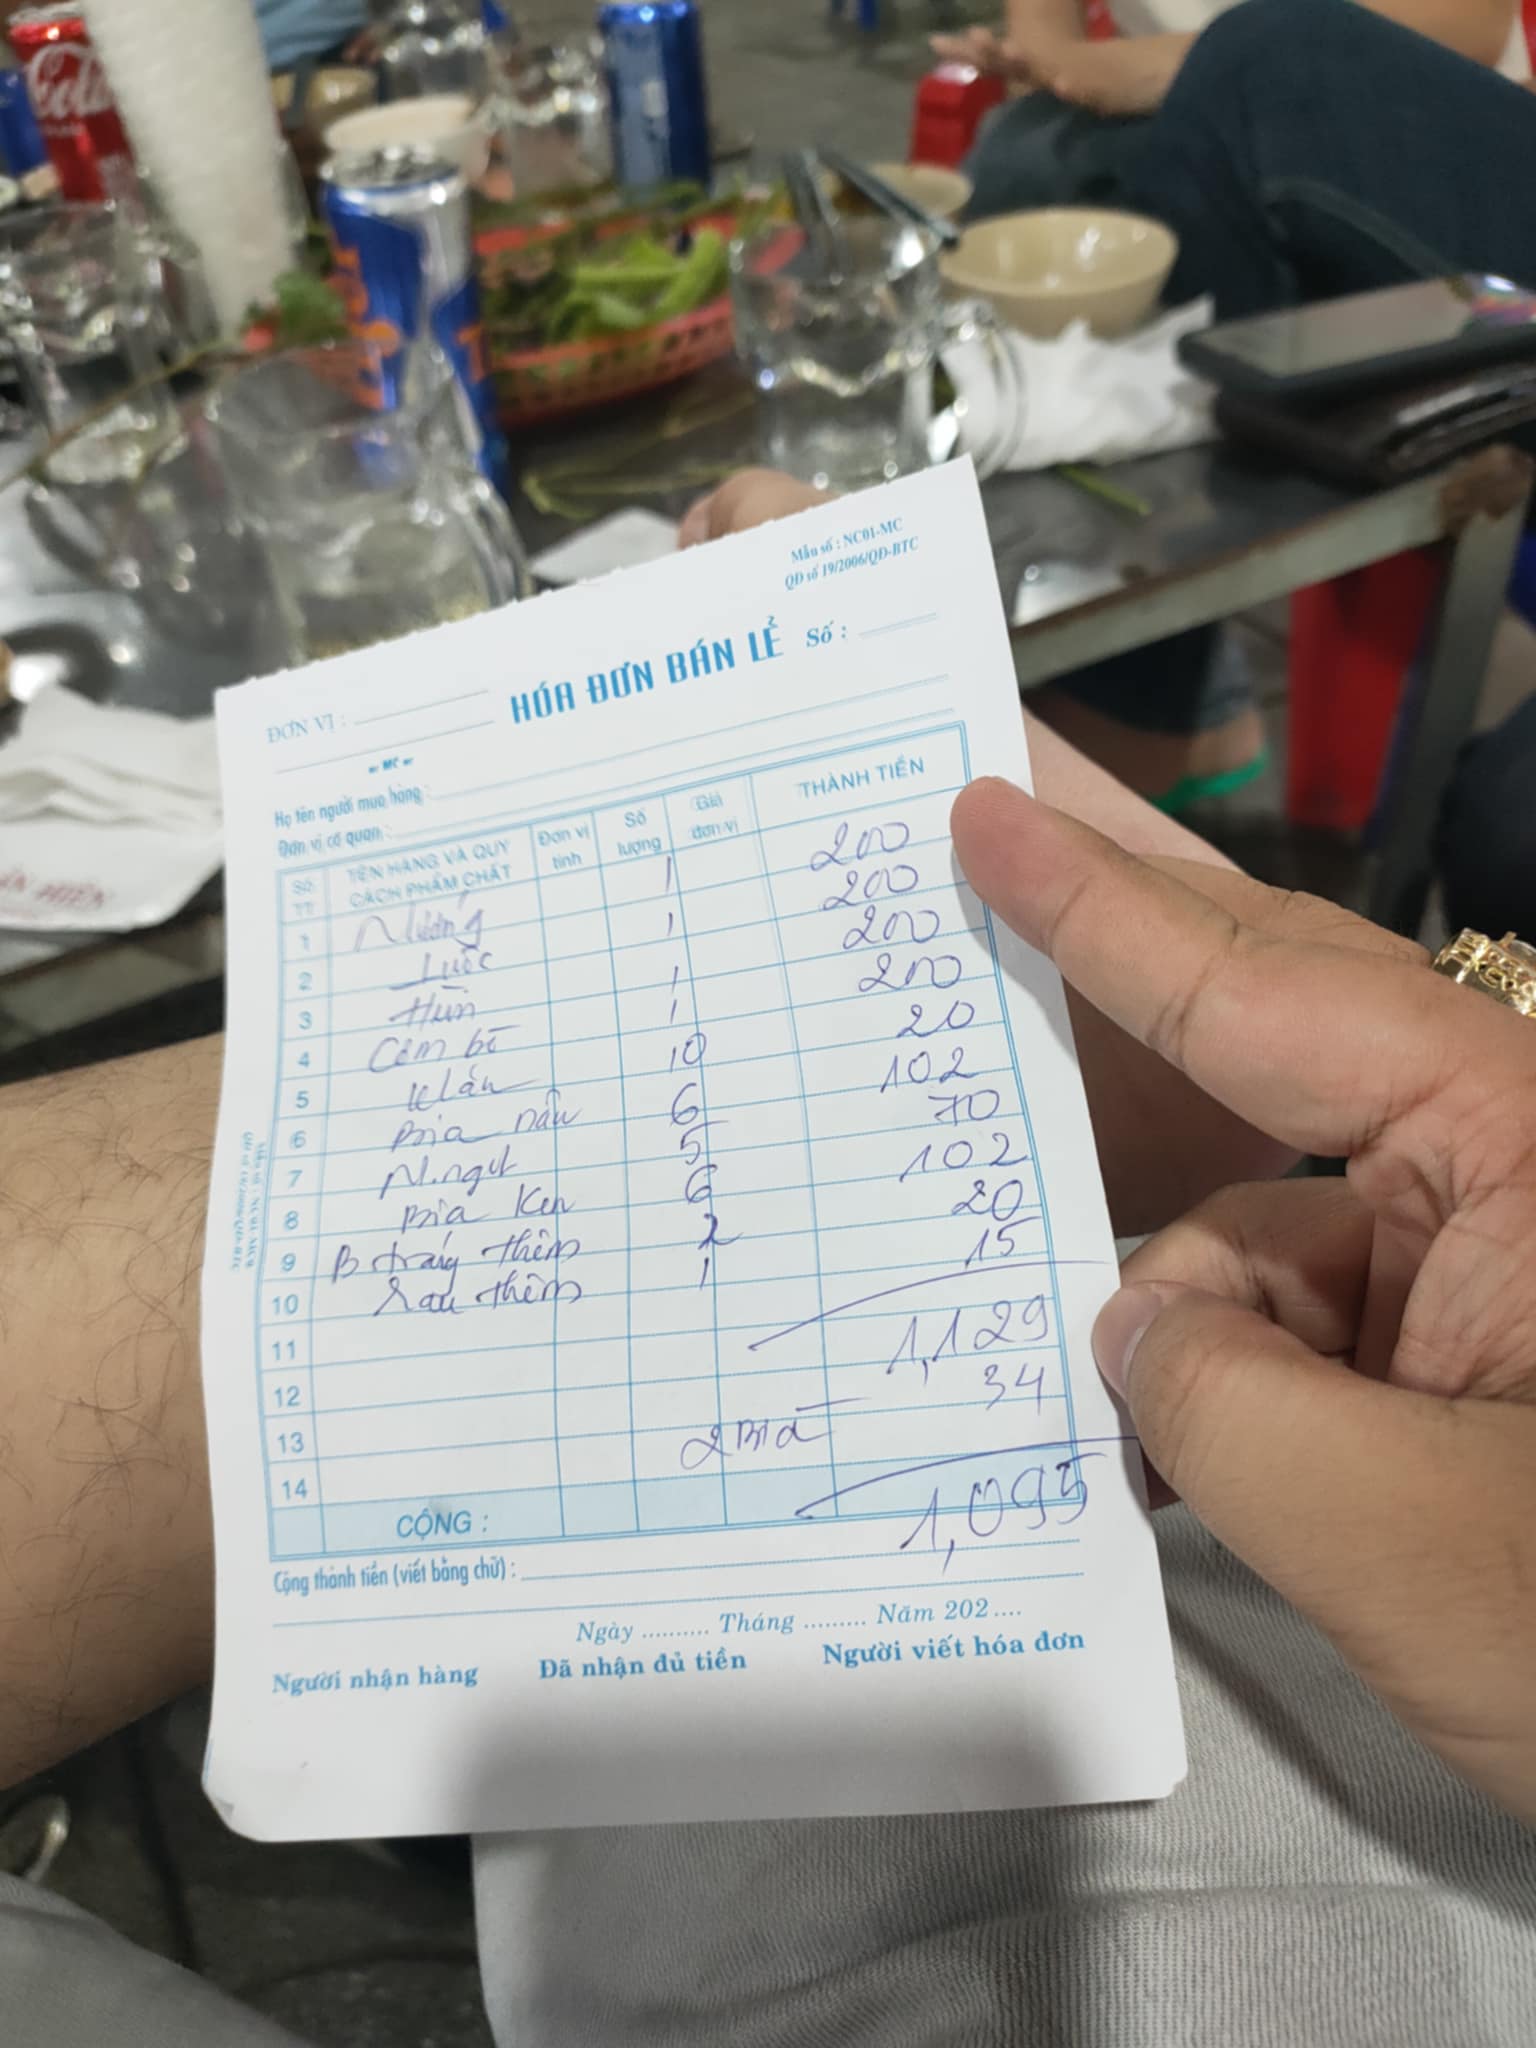 Coca-Cola
Mẫu số : NC01-MC
QĐ số 19/2006/QĐ-BTC
HÓA ĐƠN BÁN LẺ Số :
ĐƠN VỊ :
MC
Họ tên người mua hàng :
Đơn vị cơ quan :
Số TT TÊN HÀNG VÀ QUY CÁCH PHẨM CHẤT Đơn vị tính Số lượng Giá đơn vị THÀNH TIỀN
1 Nướng 1 200
2 Luộc 1 200
3 Hấp 1 200
4 200
5 Khăn 10 20
6 Bia nâu 6 102
7 N.ngọt 5 70
8 Bia Ken 6 102
9 B tráng thêm 2 20
10 Rau thêm 1 15
11
12 1,129
13 2 Bia 34
14
CỘNG : 1,095
Cộng thành tiền (viết bằng chữ) :
Ngày .......... Tháng ......... Năm 202 ....
Người nhận hàng Đã nhận đủ tiền Người viết hóa đơn